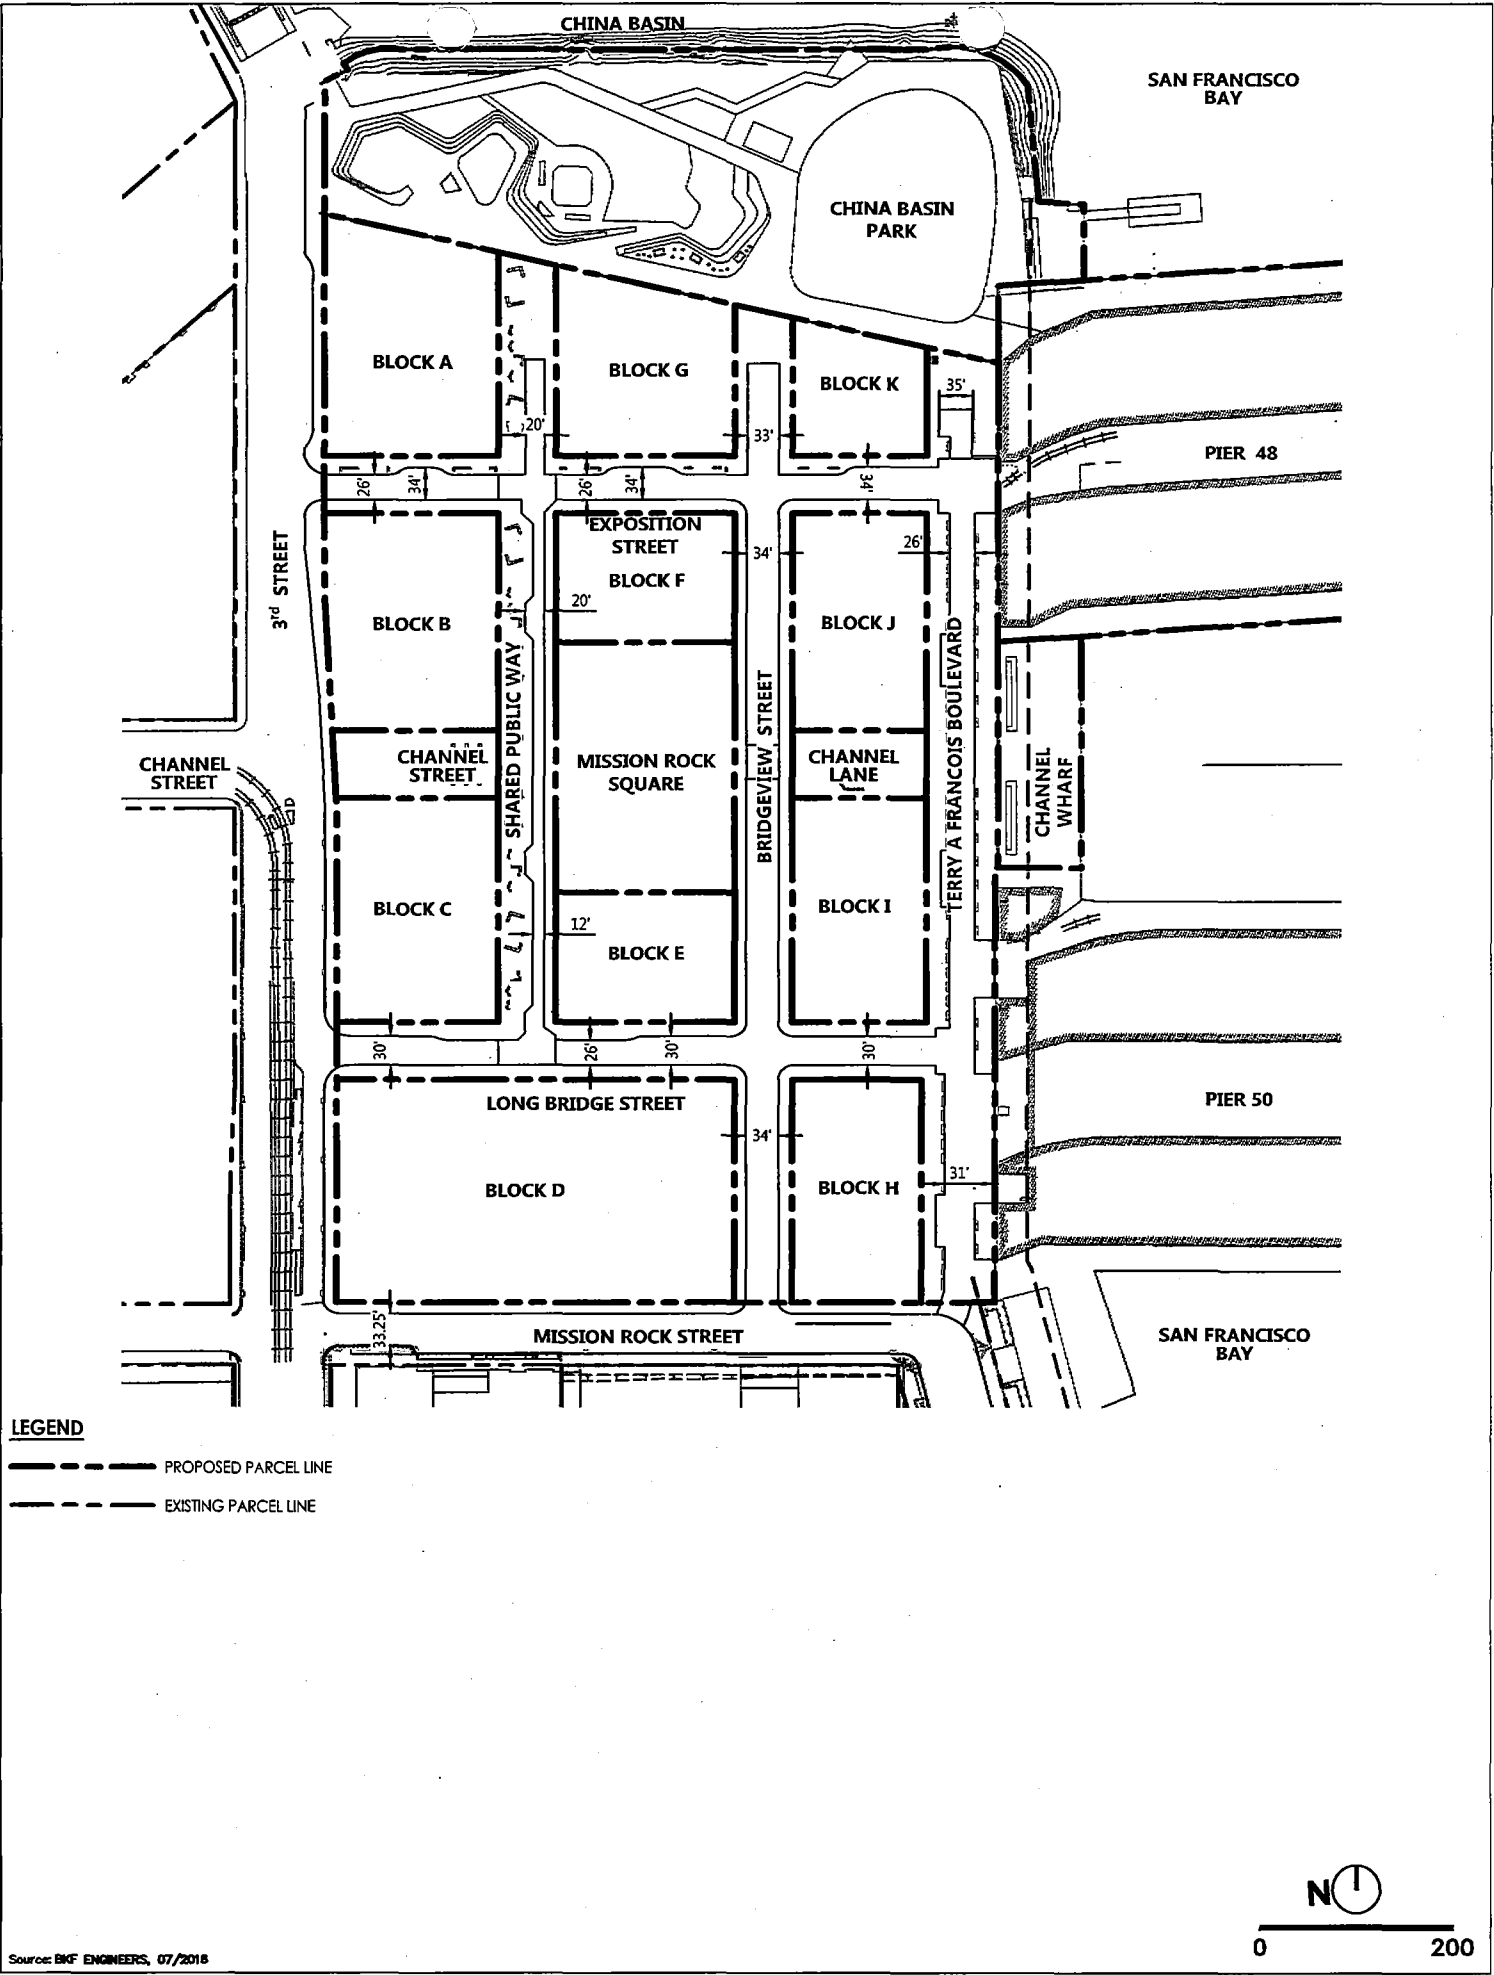 CHINA BASIN
SAN FRANCISCO
BAY
CHINA BASIN
PARK
BLOCK A
BLOCK G
BLOCK K
35'
20'
33'
PIER 48
26'
34'
26'
34'
34'
3rd STREET
EXPOSITION
STREET
BLOCK F
34'
26'
20'
BLOCK B
BLOCK J
SHARED PUBLIC WAY
BRIDGEVIEW STREET
TERRY A FRANCOIS BOULEVARD
CHANNEL
STREET
CHANNEL
STREET
MISSION ROCK
SQUARE
CHANNEL
LANE
CHANNEL
WHARF
BLOCK C
12'
BLOCK E
BLOCK I
30'
26'
30'
30'
LONG BRIDGE STREET
PIER 50
34'
BLOCK D
BLOCK H
31'
33.25'
MISSION ROCK STREET
SAN FRANCISCO
BAY
LEGEND
PROPOSED PARCEL LINE
EXISTING PARCEL LINE
N
0 200
Source: BKF ENGINEERS, 07/2018